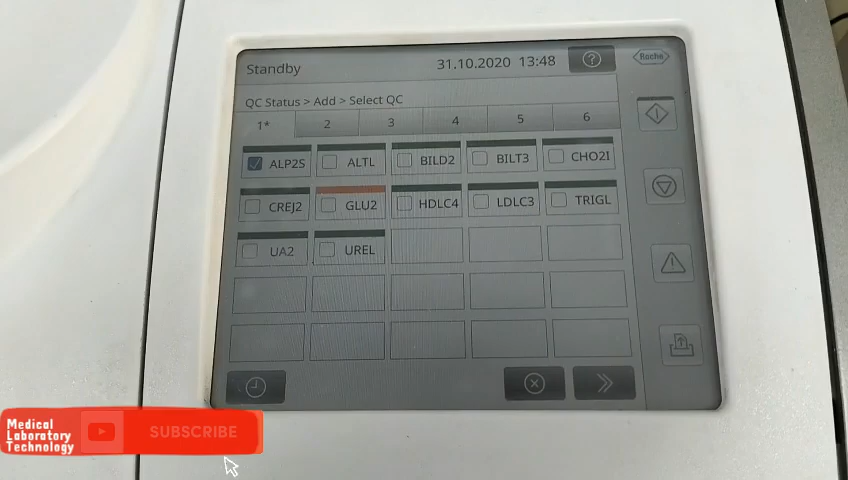 Standby
31.10.2020 13:48
?
Roche
QC Status > Add > Select QC
1* 2 3 4 5 6
ALP2S ALTL BILD2 BILT3 CHO2I
CREJ2 GLU2 HDLC4 LDLC3 TRIGL
UA2 UREL
Medical
Laboratory
Technology
SUBSCRIBE